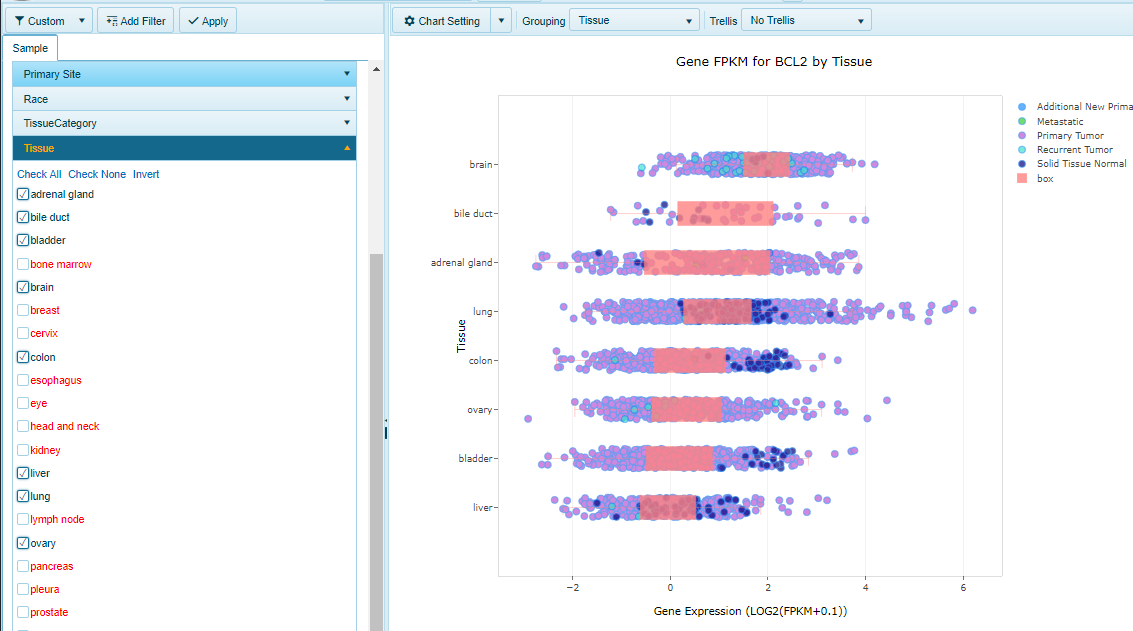 Custom
Add Filter
Apply
Chart Setting
Grouping
Tissue
Trellis
No Trellis
Sample
Primary Site
Race
TissueCategory
Tissue
Check All Check None Invert
adrenal gland
bile duct
bladder
bone marrow
brain
breast
cervix
colon
esophagus
eye
head and neck
kidney
liver
lung
lymph node
ovary
pancreas
pleura
prostate
Gene FPKM for BCL2 by Tissue
Tissue
brain
bile duct
adrenal gland
lung
colon
ovary
bladder
liver
−2 0 2 4 6
Gene Expression (LOG2(FPKM+0.1))
Additional New Prima
Metastatic
Primary Tumor
Recurrent Tumor
Solid Tissue Normal
box